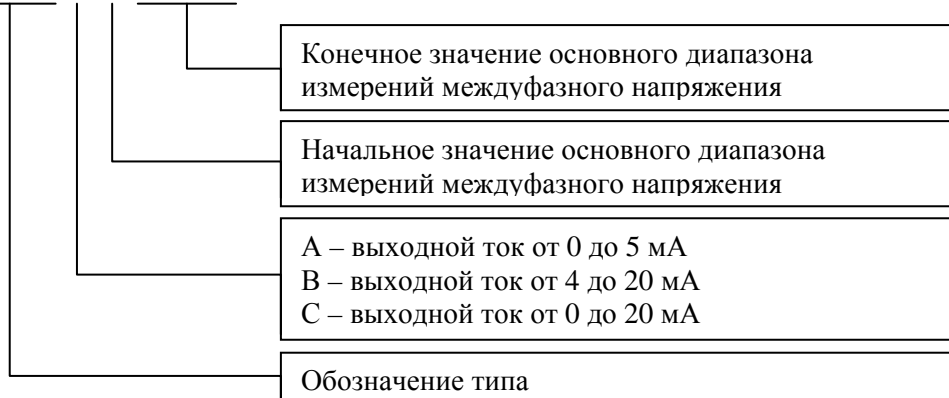 Конечное значение основного диапазона
измерений междуфазного напряжения
Начальное значение основного диапазона
измерений междуфазного напряжения
А – выходной ток от 0 до 5 мА
В – выходной ток от 4 до 20 мА
С – выходной ток от 0 до 20 мА
Обозначение типа